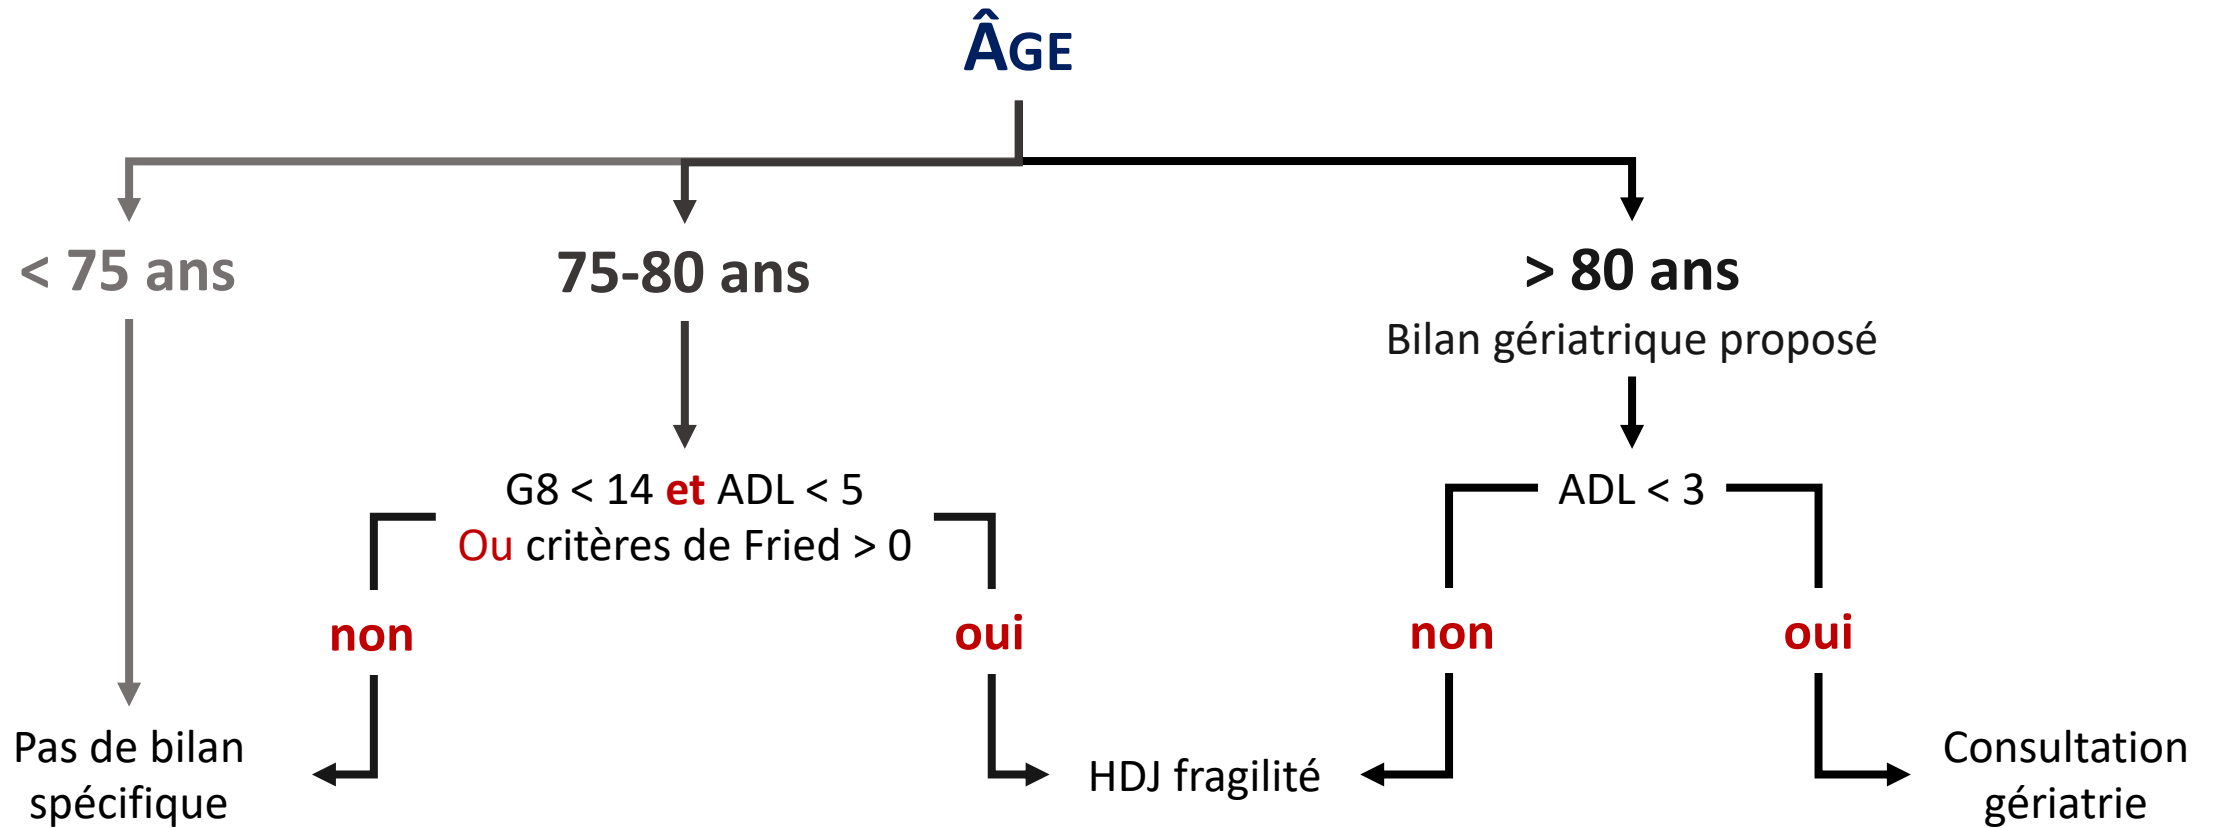 ÂGE
< 75 ans
75-80 ans
> 80 ans
Bilan gériatrique proposé
G8 < 14 et ADL < 5
Ou critères de Fried > 0
ADL < 3
non
oui
non
oui
Pas de bilan
spécifique
HDJ fragilité
Consultation
gériatrie